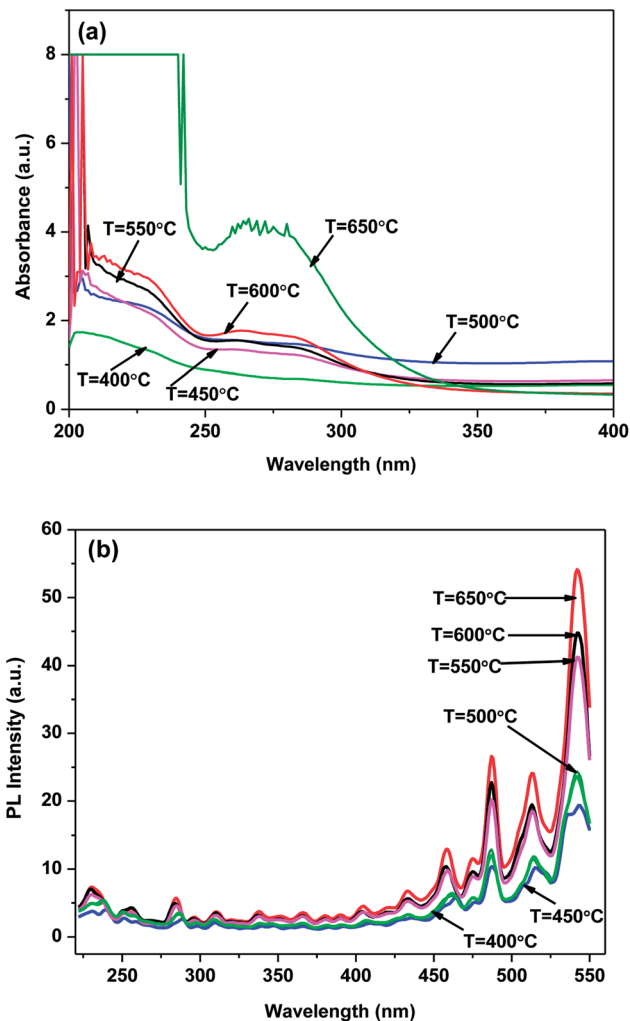 (a)
8
6
4
2
0
Absorbance (a.u.)
T=550°C
T=650°C
T=600°C
T=500°C
T=400°C
T=450°C
200 250 300 350 400
Wavelength (nm)
(b)
60
50
40
30
20
10
0
PL Intensity (a.u.)
T=650°C
T=600°C
T=550°C
T=500°C
T=450°C
T=400°C
250 300 350 400 450 500 550
Wavelength (nm)